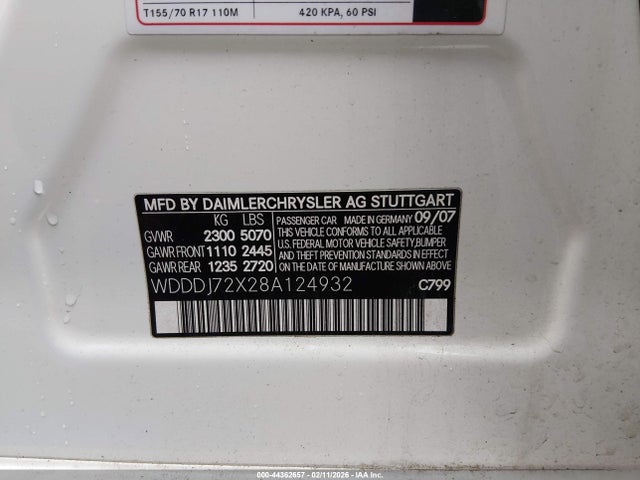 T155/70 R17 110M 420 KPA, 60 PSI
MFD BY DAIMLERCHRYSLER AG STUTTGART
KG LBS
GVWR 2300 5070
GAWR FRONT 1110 2445
GAWR REAR 1235 2720
PASSENGER CAR MADE IN GERMANY 09/07
THIS VEHICLE CONFORMS TO ALL APPLICABLE
U.S. FEDERAL MOTOR VEHICLE SAFETY, BUMPER
AND THEFT PREVENTION STANDARDS IN EFFECT
ON THE DATE OF MANUFACTURE SHOWN ABOVE.
WDDDJ72X28A124932 C799
000-44362657 - 02/11/2026 - IAA Inc.